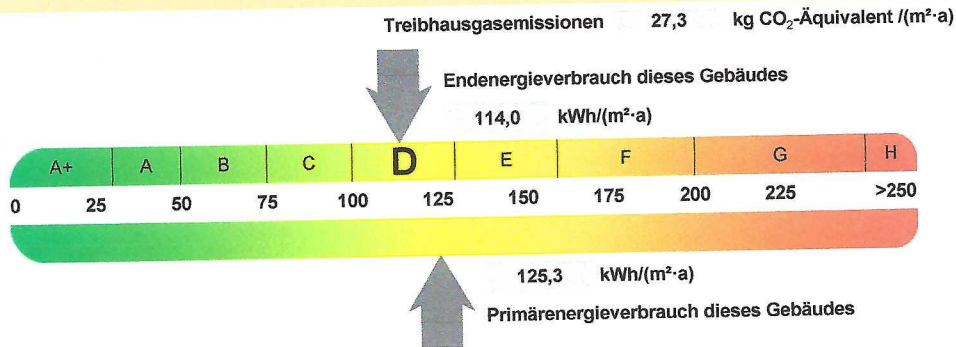 Treibhausgasemissionen 27,3 kg CO₂-Äquivalent /(m²·a)
Endenergieverbrauch dieses Gebäudes
114,0 kWh/(m²·a)
A+ A B C D E F G H
0 25 50 75 100 125 150 175 200 225 >250
125,3 kWh/(m²·a)
Primärenergieverbrauch dieses Gebäudes